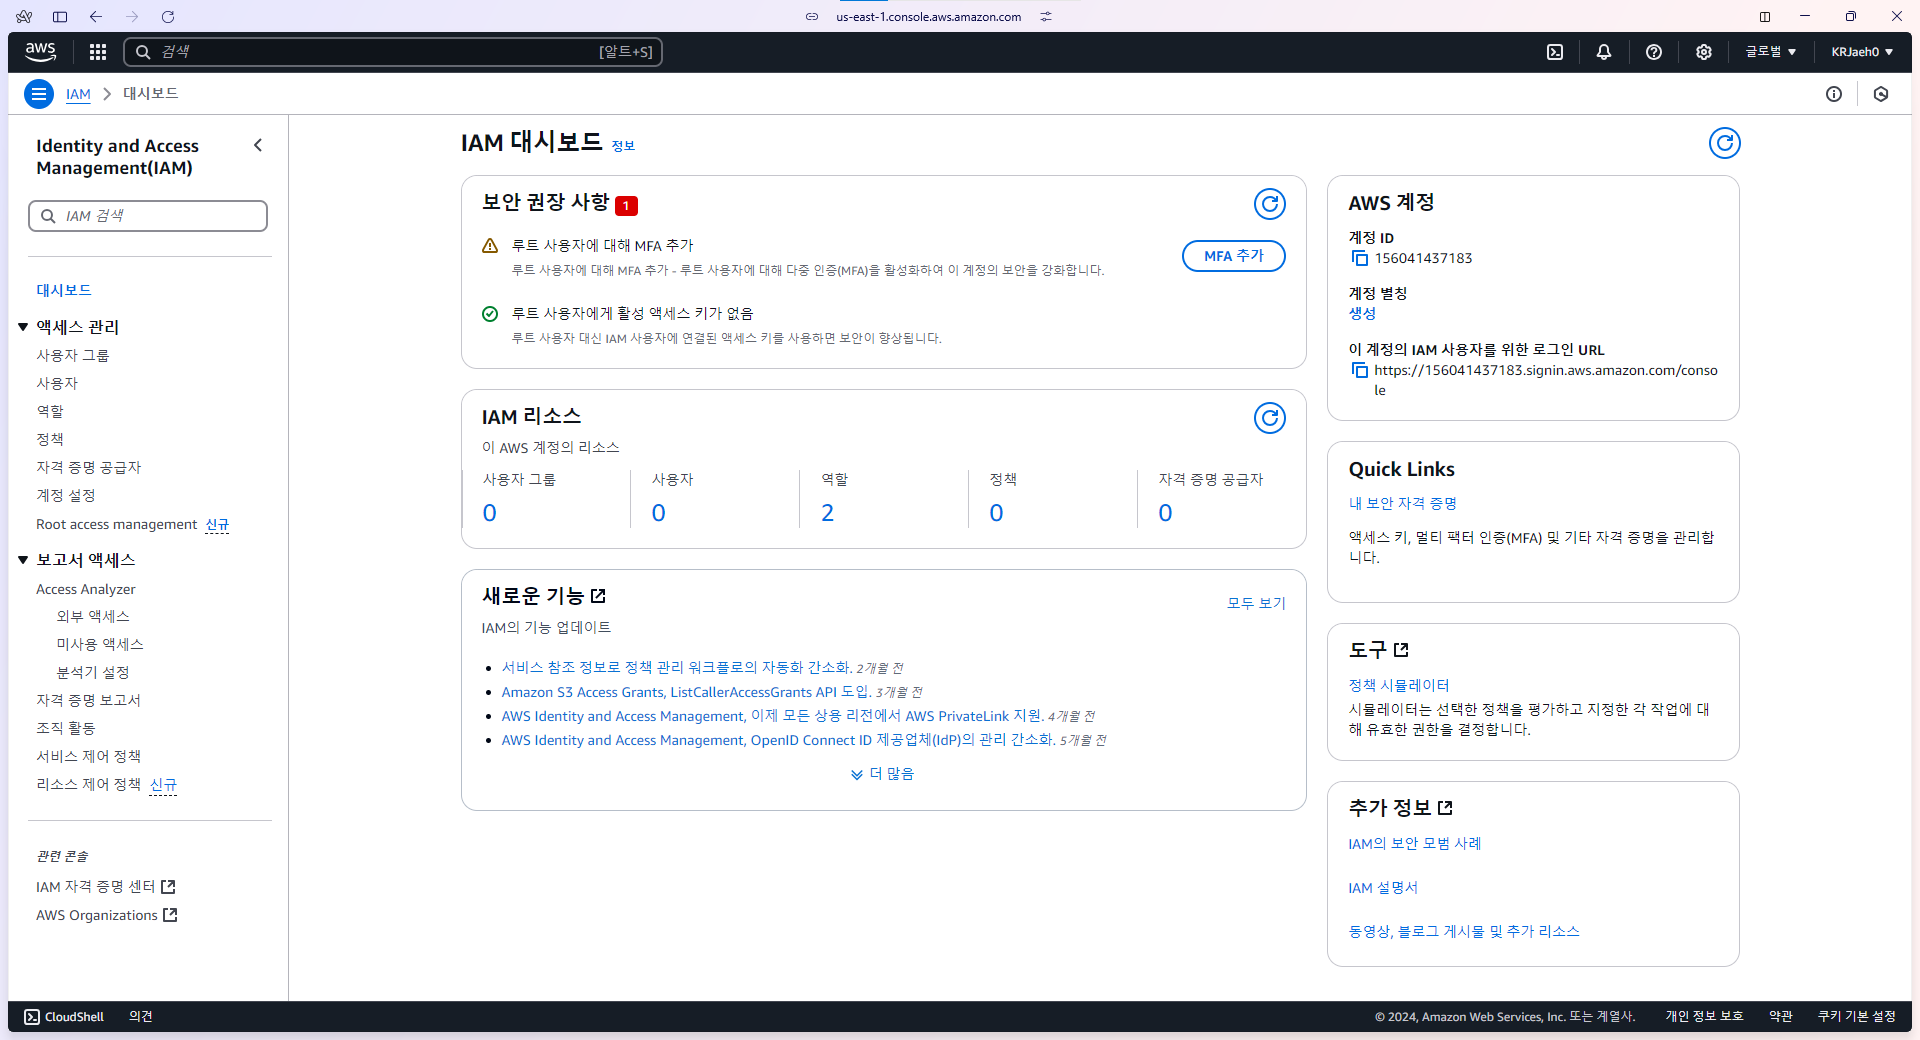 us-east-1.console.aws.amazon.com
aws
검색
[알트+S]
글로벌
KRJaeh0
IAM
대시보드
Identity and Access
Management(IAM)
IAM 검색
대시보드
액세스 관리
사용자 그룹
사용자
역할
정책
자격 증명 공급자
계정 설정
Root access management 신규
보고서 액세스
Access Analyzer
외부 액세스
미사용 액세스
분석기 설정
자격 증명 보고서
조직 활동
서비스 제어 정책
리소스 제어 정책 신규
관련 콘솔
IAM 자격 증명 센터
AWS Organizations
IAM 대시보드 정보
보안 권장 사항 1
루트 사용자에 대해 MFA 추가
루트 사용자에 대해 MFA 추가 - 루트 사용자에 대해 다중 인증(MFA)을 활성화하여 이 계정의 보안을 강화합니다.
MFA 추가
루트 사용자에게 활성 액세스 키가 없음
루트 사용자 대신 IAM 사용자에 연결된 액세스 키를 사용하면 보안이 향상됩니다.
IAM 리소스
이 AWS 계정의 리소스
사용자 그룹
0
사용자
0
역할
2
정책
0
자격 증명 공급자
0
새로운 기능
모두 보기
IAM의 기능 업데이트
서비스 참조 정보로 정책 관리 워크플로의 자동화 간소화. 2개월 전
Amazon S3 Access Grants, ListCallerAccessGrants API 도입. 3개월 전
AWS Identity and Access Management, 이제 모든 상용 리전에서 AWS PrivateLink 지원. 4개월 전
AWS Identity and Access Management, OpenID Connect ID 제공업체(IdP)의 관리 간소화. 5개월 전
더 많음
AWS 계정
계정 ID
156041437183
계정 별칭
생성
이 계정의 IAM 사용자를 위한 로그인 URL
https://156041437183.signin.aws.amazon.com/conso
le
Quick Links
내 보안 자격 증명
액세스 키, 멀티 팩터 인증(MFA) 및 기타 자격 증명을 관리합
니다.
도구
정책 시뮬레이터
시뮬레이터는 선택한 정책을 평가하고 지정한 각 작업에 대
해 유효한 권한을 결정합니다.
추가 정보
IAM의 보안 모범 사례
IAM 설명서
동영상, 블로그 게시물 및 추가 리소스
CloudShell
의견
© 2024, Amazon Web Services, Inc. 또는 계열사.
개인 정보 보호
약관
쿠키 기본 설정